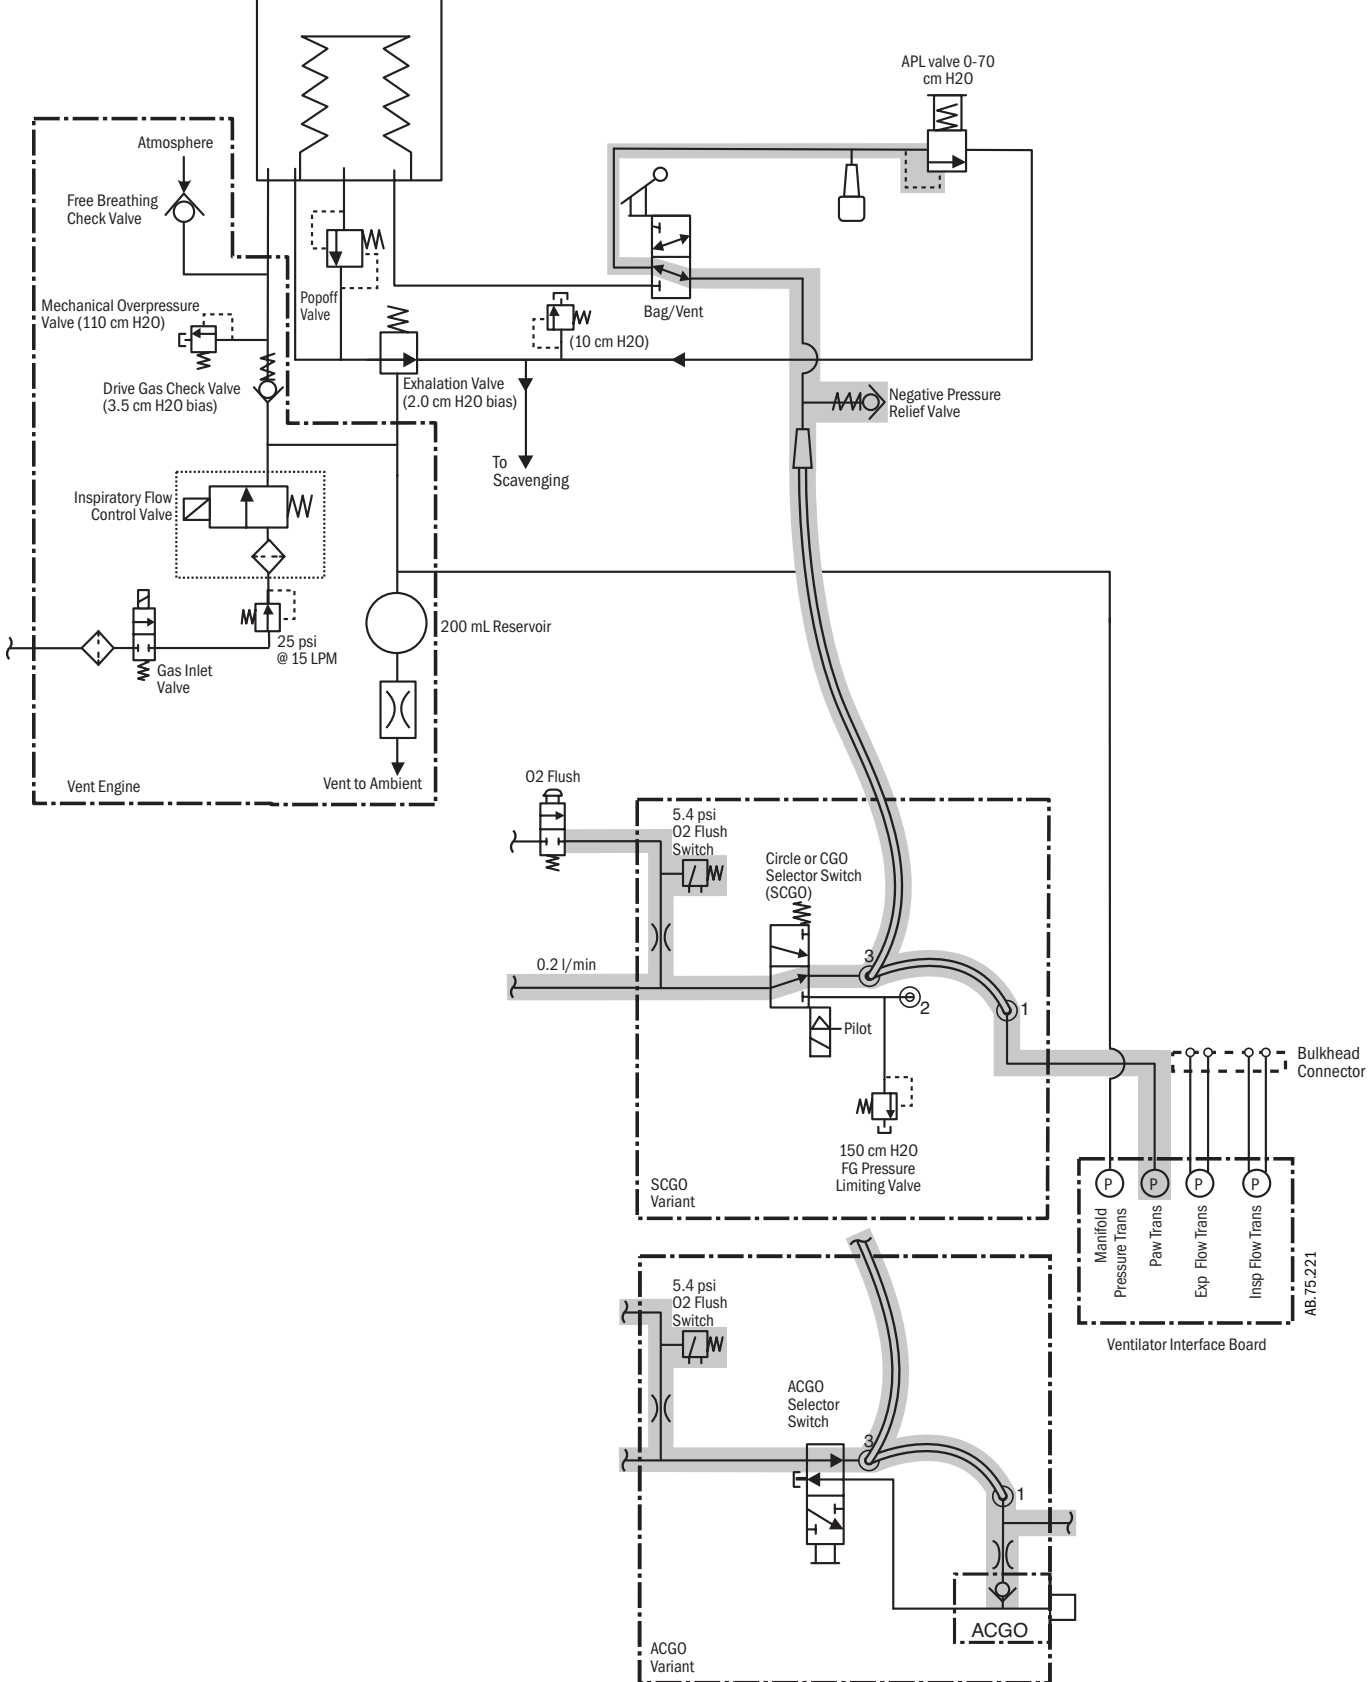 APL valve 0-70
cm H2O
Atmosphere
Free Breathing
Check Valve
Mechanical Overpressure
Valve (110 cm H2O)
Popoff
Valve
Bag/Vent
(10 cm H2O)
Drive Gas Check Valve
(3.5 cm H2O bias)
Exhalation Valve
(2.0 cm H2O bias)
Negative Pressure
Relief Valve
To
Scavenging
Inspiratory Flow
Control Valve
200 mL Reservoir
25 psi
@ 15 LPM
Gas Inlet
Valve
Vent Engine
Vent to Ambient
O2 Flush
5.4 psi
O2 Flush
Switch
Circle or CGO
Selector Switch
(SCGO)
0.2 l/min
3
2
1
Pilot
Bulkhead
Connector
150 cm H2O
FG Pressure
Limiting Valve
SCGO
Variant
P
P
P
P
Manifold
Pressure Trans
Paw Trans
Exp Flow Trans
Insp Flow Trans
AB.75.221
Ventilator Interface Board
5.4 psi
O2 Flush
Switch
ACGO
Selector
Switch
3
1
ACGO
ACGO
Variant